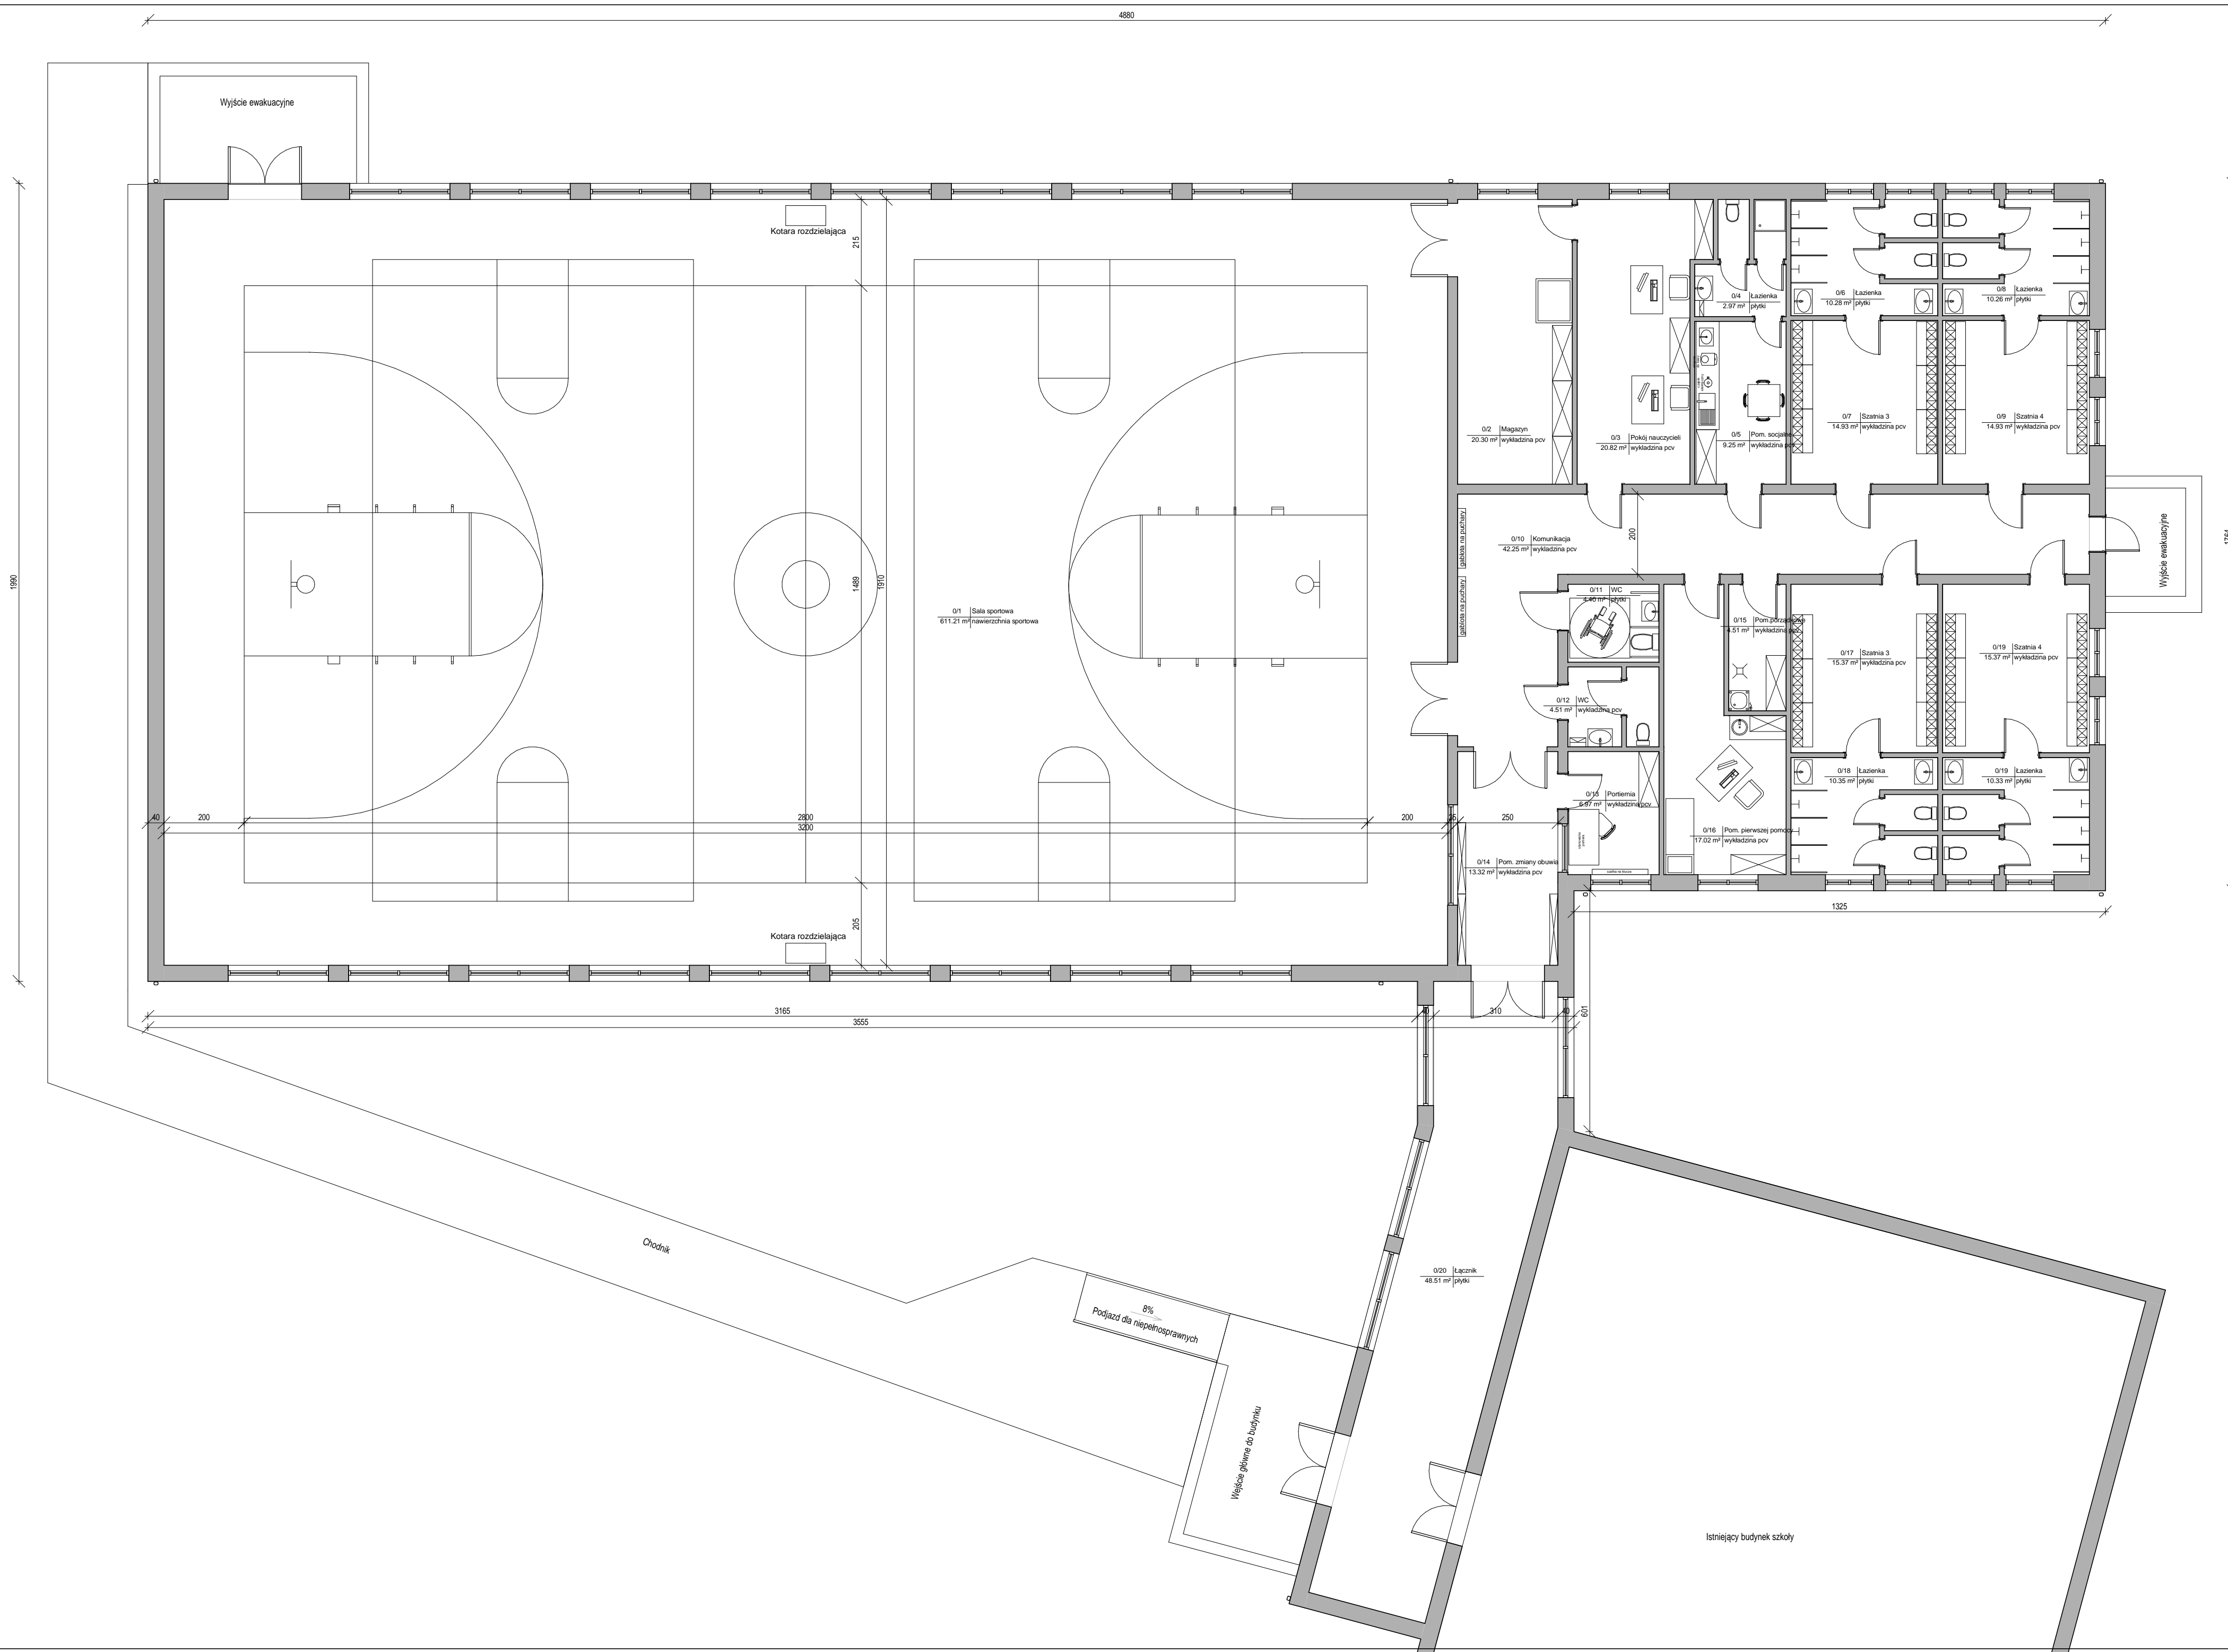 4880
Wyjście ewakuacyjne
Kotara rozdzielająca
215
1990
1489
1910
0/1 Sala sportowa
611.21 m² nawierzchnia sportowa
0/2 Magazyn
20.30 m² wykładzina pcv
0/3 Pokój nauczycieli
20.82 m² wykładzina pcv
0/4 Łazienka
2.97 m² płytki
0/5 Pom. socjalne
9.25 m² wykładzina pcv
0/6 Łazienka
10.28 m² płytki
0/8 Łazienka
10.26 m² płytki
0/7 Szatnia 3
14.93 m² wykładzina pcv
0/9 Szatnia 4
14.93 m² wykładzina pcv
gablota na puchary
gablota na puchary
0/10 Komunikacja
42.25 m² wykładzina pcv
200
Wyjście ewakuacyjne
1764
0/11 WC
4.40 m² płytki
0/12 WC
4.51 m² wykładzina pcv
0/15 Pom.porządkowe
4.51 m² wykładzina pcv
0/17 Szatnia 3
15.37 m² wykładzina pcv
0/19 Szatnia 4
15.37 m² wykładzina pcv
0/13 Portiernia
6.97 m² wykładzina pcv
0/18 Łazienka
10.35 m² płytki
0/19 Łazienka
10.33 m² płytki
0/16 Pom. pierwszej pomocy
17.02 m² wykładzina pcv
0/14 Pom. zmiany obuwia
13.32 m² wykładzina pcv
40
200
2800
3200
200
25
250
205
Kotara rozdzielająca
1325
3165
40
310
40
3555
601
Chodnik
8%
Podjazd dla niepełnosprawnych
Wejście główne do budynku
0/20 Łącznik
48.51 m² płytki
Istniejący budynek szkoły